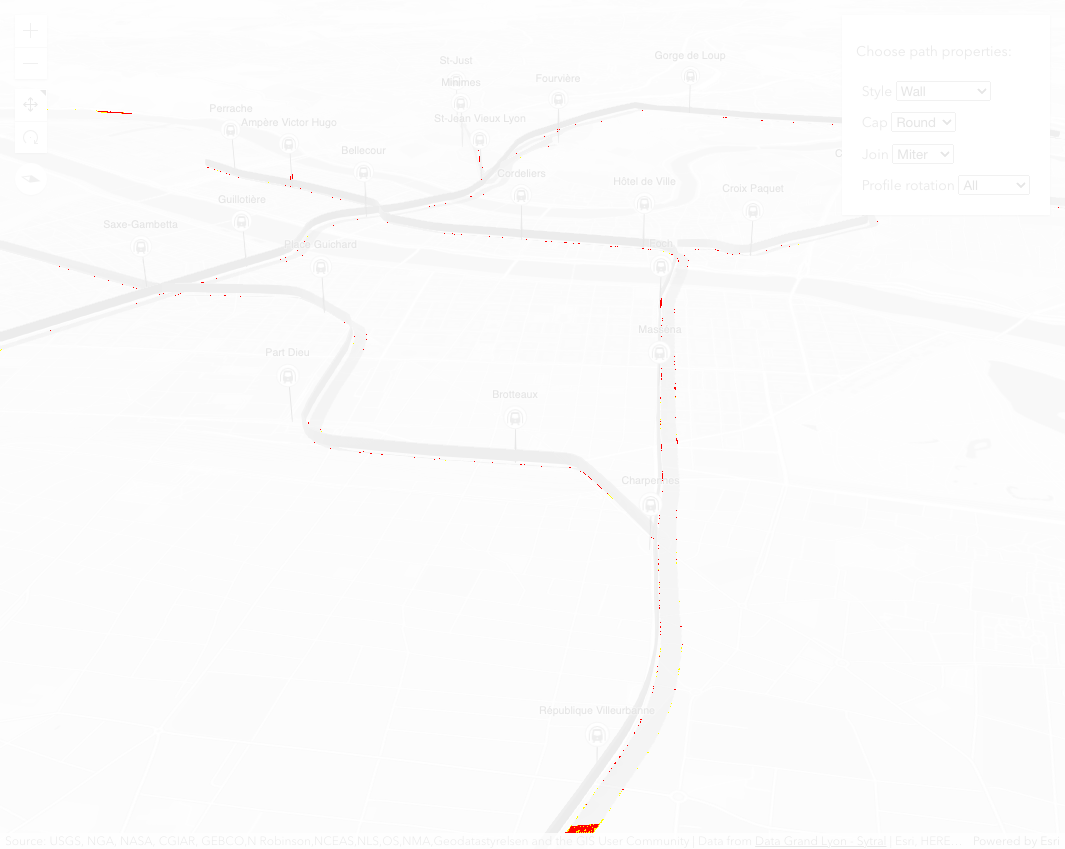 Choose path properties:
Style Wall
Cap Round
Join Miter
Profile rotation All
St-Just
Minimes
Fourvière
Gorge de Loup
Perrache
Ampère Victor Hugo
St-Jean Vieux Lyon
Bellecour
Cordeliers
Hôtel de Ville
Croix Paquet
Guillotière
Saxe-Gambetta
Place Guichard
Masséna
Part Dieu
Brotteaux
Charpennes
République Villeurbanne
Source: USGS, NGA, NASA, CGIAR, GEBCO,N Robinson,NCEAS,NLS,OS,NMA,Geodatastyrelsen and the GIS User Community | Data from Data Grand Lyon - Sytral | Esri, HERE... Powered by Esri